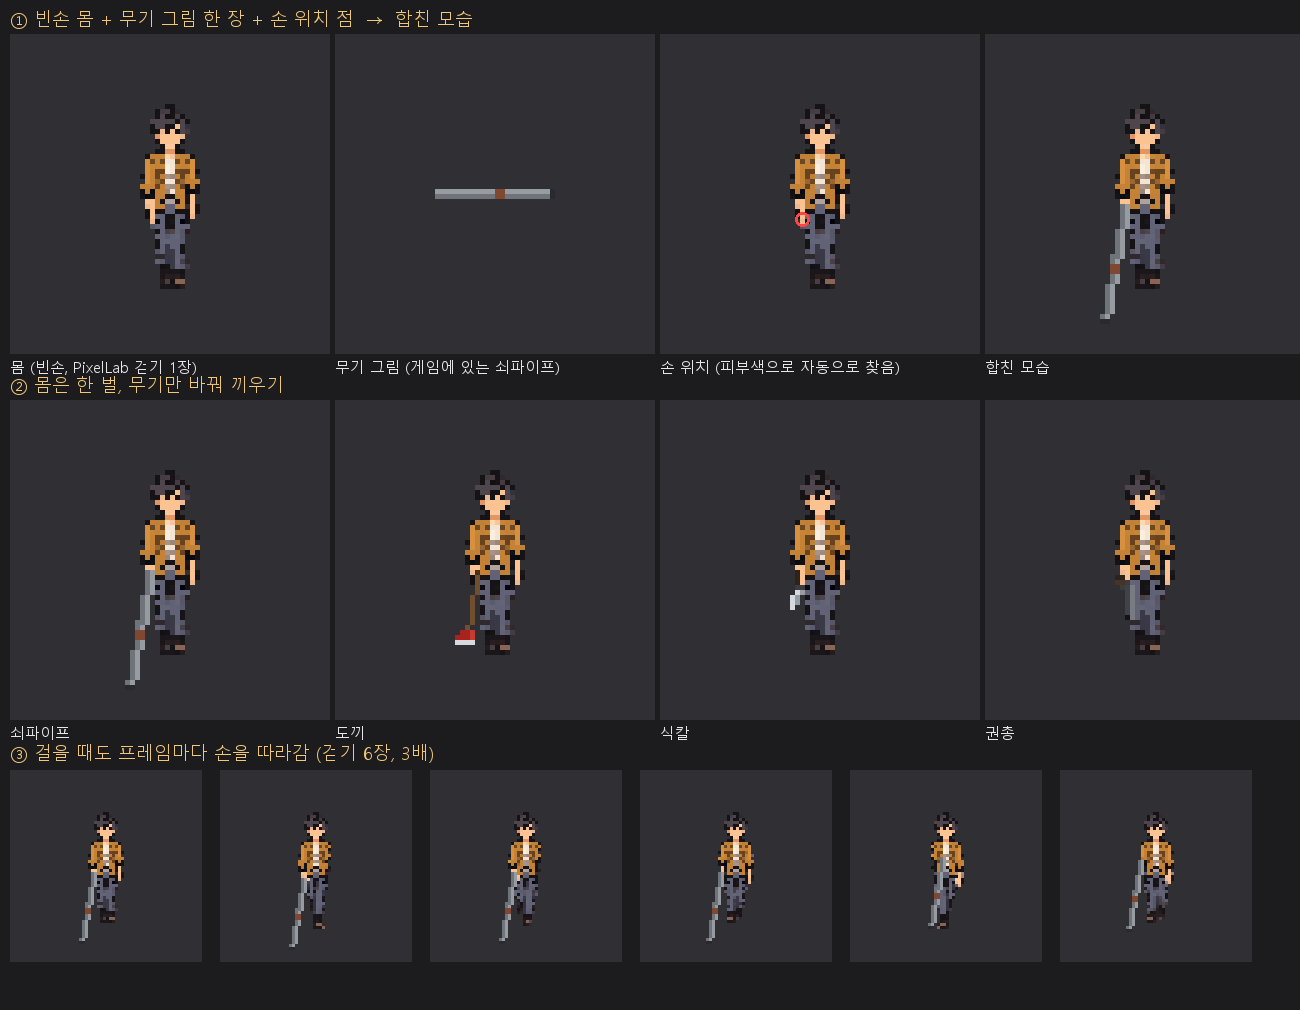 ① 빈손 몸 + 무기 그림 한 장 + 손 위치 점 → 합친 모습
몸 (빈손, PixelLab 걷기 1장)
무기 그림 (게임에 있는 쇠파이프)
손 위치 (피부색으로 자동으로 찾음)
합친 모습
② 몸은 한 벌, 무기만 바꿔 끼우기
쇠파이프
도끼
식칼
권총
③ 걸을 때도 프레임마다 손을 따라감 (걷기 6장, 3배)